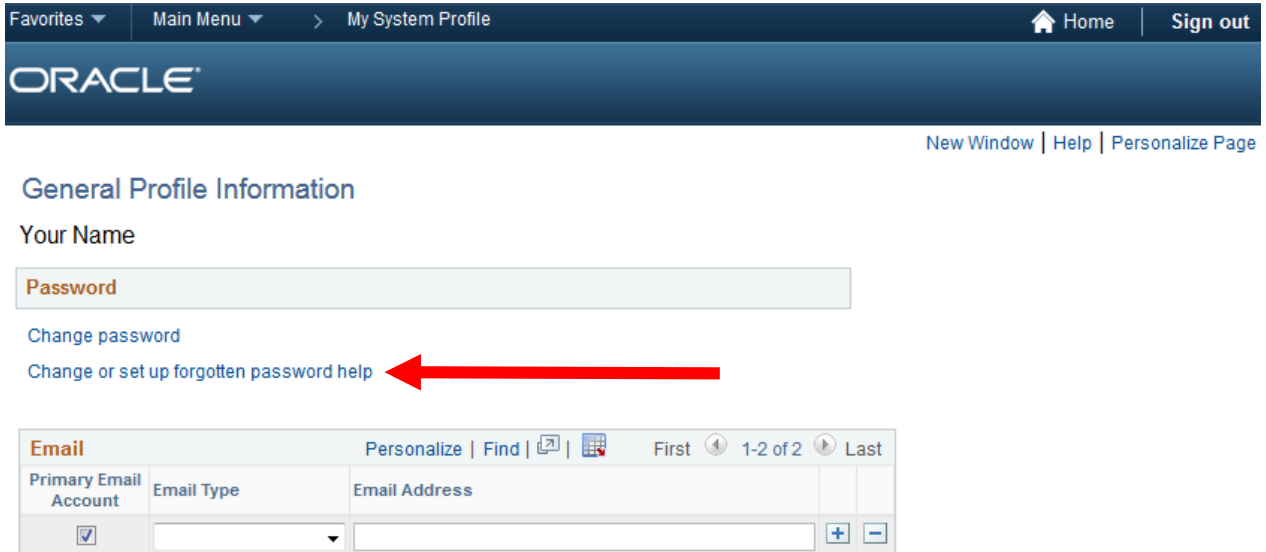 Favorites Main Menu > My System Profile Home Sign out
ORACLE
New Window | Help | Personalize Page
General Profile Information
Your Name
Password
Change password
Change or set up forgotten password help
Email Personalize | Find | | First 1-2 of 2 Last
Primary Email Account Email Type Email Address